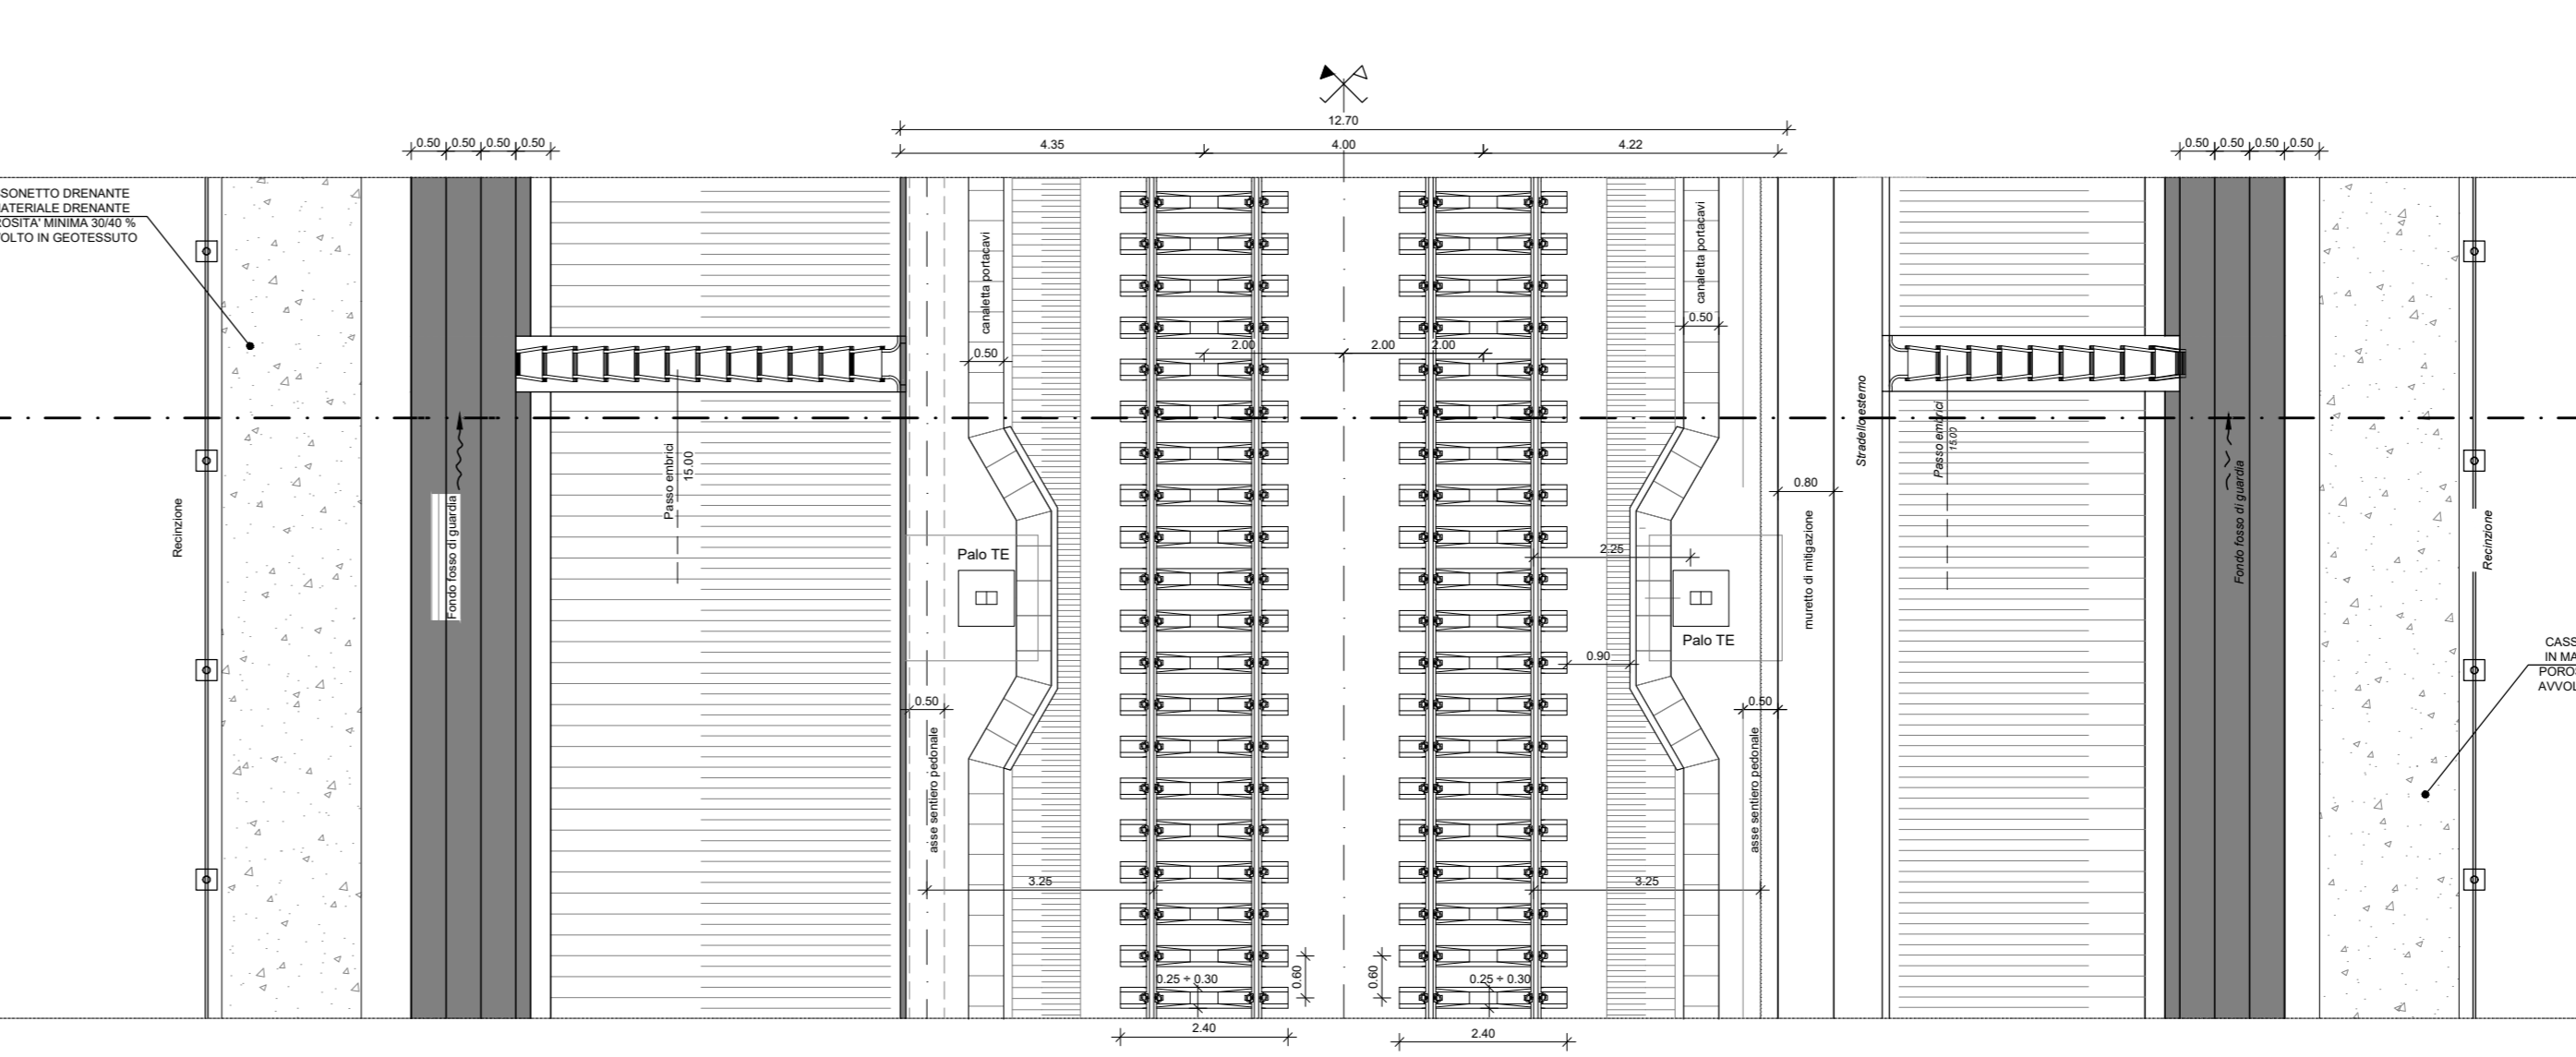 12.70
4.35
4.00
4.22
0.50
0.50
0.50
0.50
0.50
0.50
0.50
0.50
SSONETTO DRENANTE
MATERIALE DRENANTE
ROSITA' MINIMA 30/40 %
VOLTO IN GEOTESSUTO
Recinzione
Fondo fosso di guardia
Passo embrici
15.00
canaletta portacavi
0.50
Palo TE
0.50
asse sentiero pedonale
3.25
2.00
2.00
2.00
0.25 ÷ 0.30
0.60
2.40
0.60
0.25 ÷ 0.30
2.40
canaletta portacavi
0.50
2.25
Palo TE
0.90
0.50
asse sentiero pedonale
3.25
0.80
muretto di mitigazione
Stradello esterno
Passo embrici
15.00
Fondo fosso di guardia
Recinzione
CASS
IN MA
POROS
AVVOL